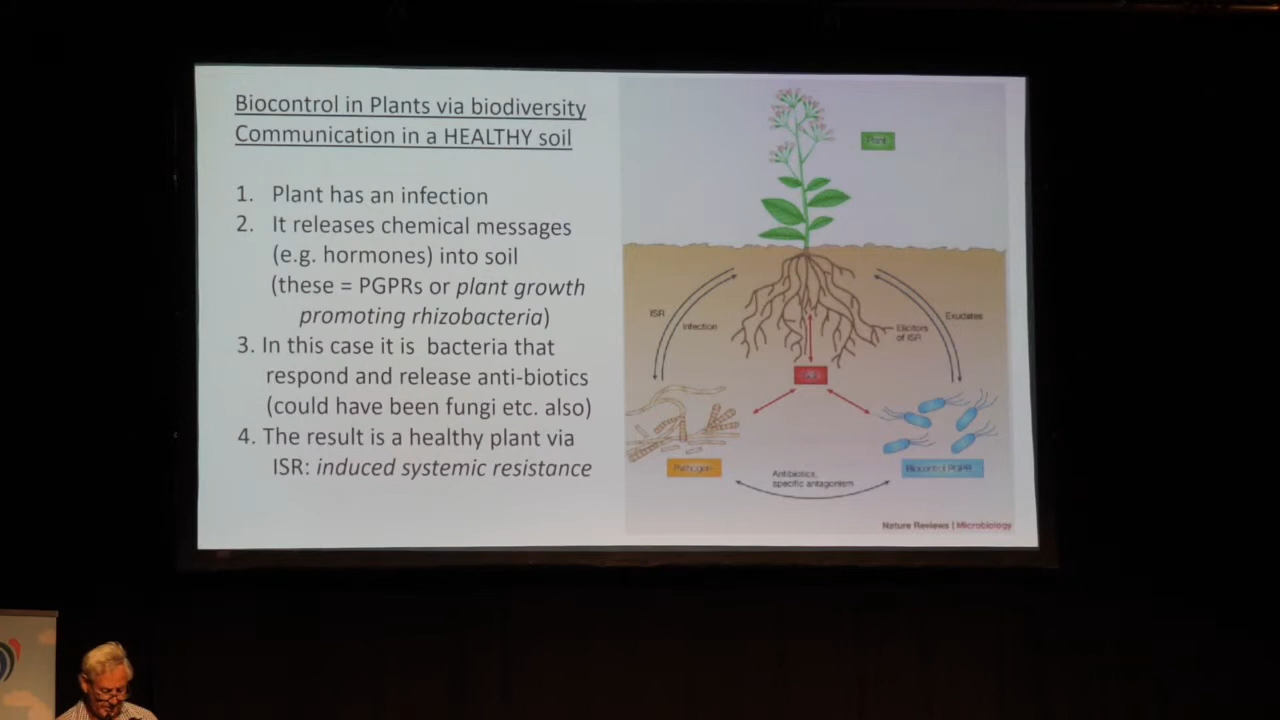 Biocontrol in Plants via biodiversity
Communication in a HEALTHY soil
1. Plant has an infection
2. It releases chemical messages
(e.g. hormones) into soil
(these = PGPRs or plant growth
promoting rhizobacteria)
3. In this case it is bacteria that
respond and release anti-biotics
(could have been fungi etc. also)
4. The result is a healthy plant via
ISR: induced systemic resistance
Plant
ISR
Infection
Elicitors
of ISR
Exudates
Pathogen
Antibiotics,
specific antagonism
Biocontrol PGPR
Nature Reviews | Microbiology